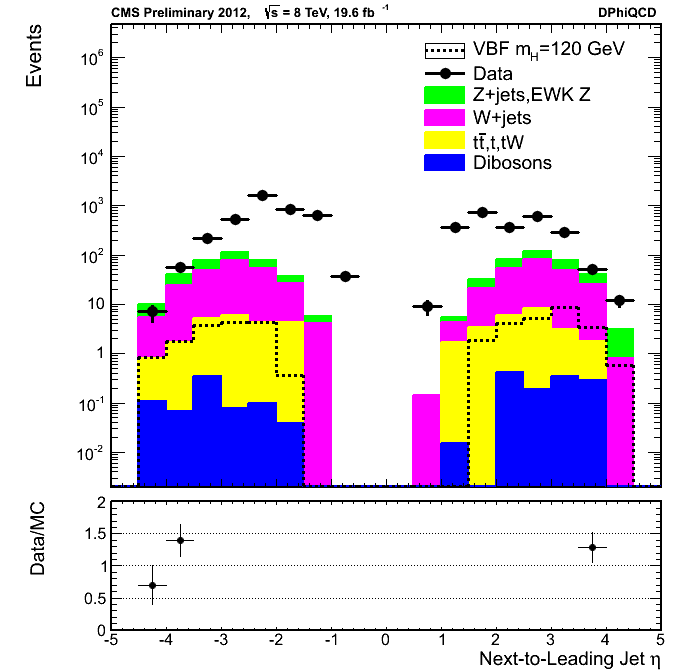 CMS Preliminary 2012, √s = 8 TeV, 19.6 fb⁻¹ DPhiQCD
Events
VBF m_H=120 GeV
Data
Z+jets,EWK Z
W+jets
tt̄,t,tW
Dibosons
10⁶
10⁵
10⁴
10³
10²
10
1
10⁻¹
10⁻²
Data/MC
2
1.5
1
0.5
0
-5 -4 -3 -2 -1 0 1 2 3 4 5
Next-to-Leading Jet η